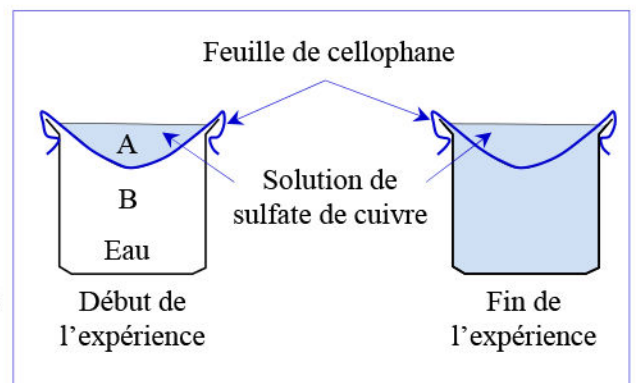 Feuille de cellophane
A
B
Eau
Solution de
sulfate de cuivre
Début de
l’expérience
Fin de
l’expérience